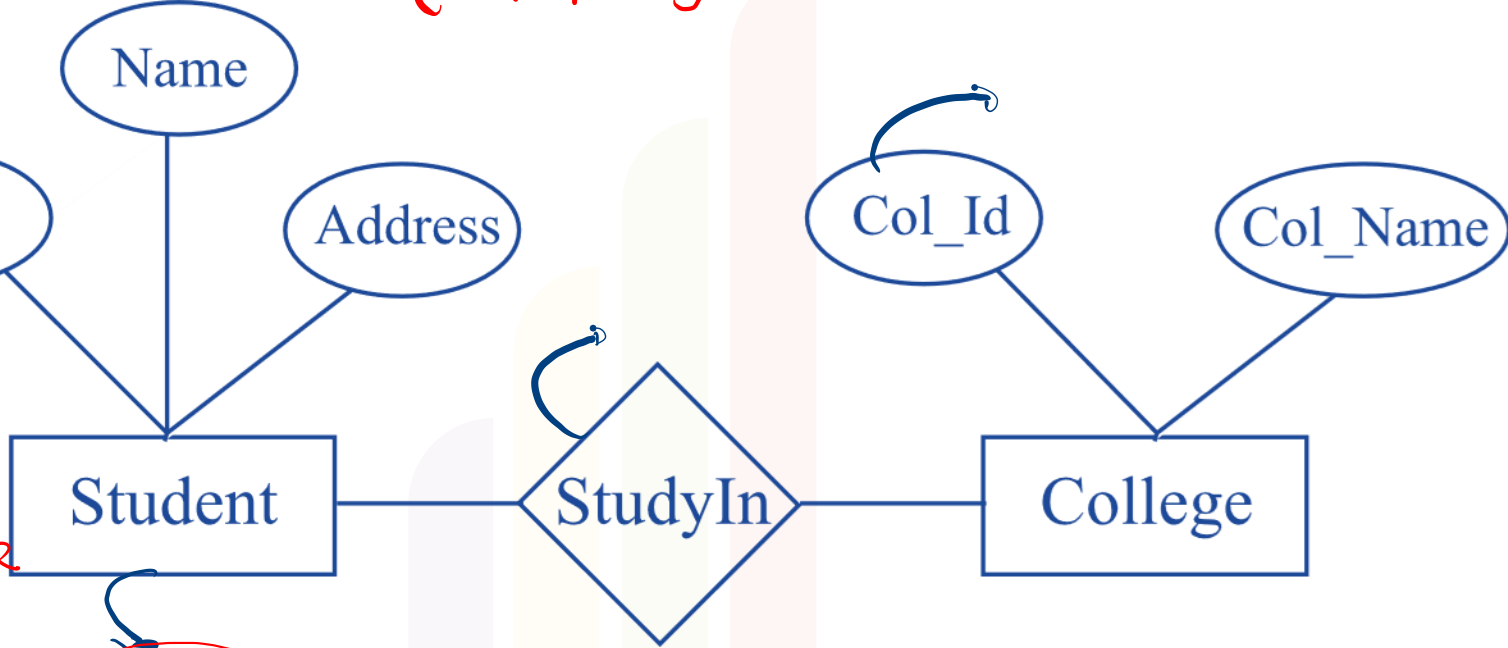 Name
Address
Col_Id
Col_Name
Student
StudyIn
College